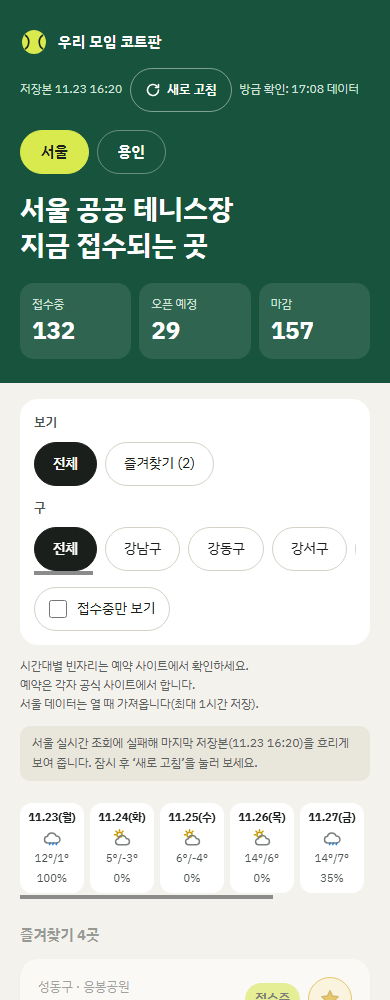 우리 모임 코트판
저장본 11.23 16:20 새로 고침 방금 확인: 17:08 데이터
서울 용인
서울 공공 테니스장
지금 접수되는 곳
접수중 오픈 예정 마감
132 29 157
보기
전체 즐겨찾기 (2)
구
전체 강남구 강동구 강서구
접수중만 보기
시간대별 빈자리는 예약 사이트에서 확인하세요.
예약은 각자 공식 사이트에서 합니다.
서울 데이터는 열 때 가져옵니다(최대 1시간 저장).
서울 실시간 조회에 실패해 마지막 저장본(11.23 16:20)을 흐리게
보여 줍니다. 잠시 후 ‘새로 고침’을 눌러 보세요.
11.23(월) 11.24(화) 11.25(수) 11.26(목) 11.27(금)
12°/1° 5°/-3° 6°/-4° 14°/6° 14°/7°
100% 0% 0% 0% 35%
즐겨찾기 4곳
성동구 · 응봉공원
접수중